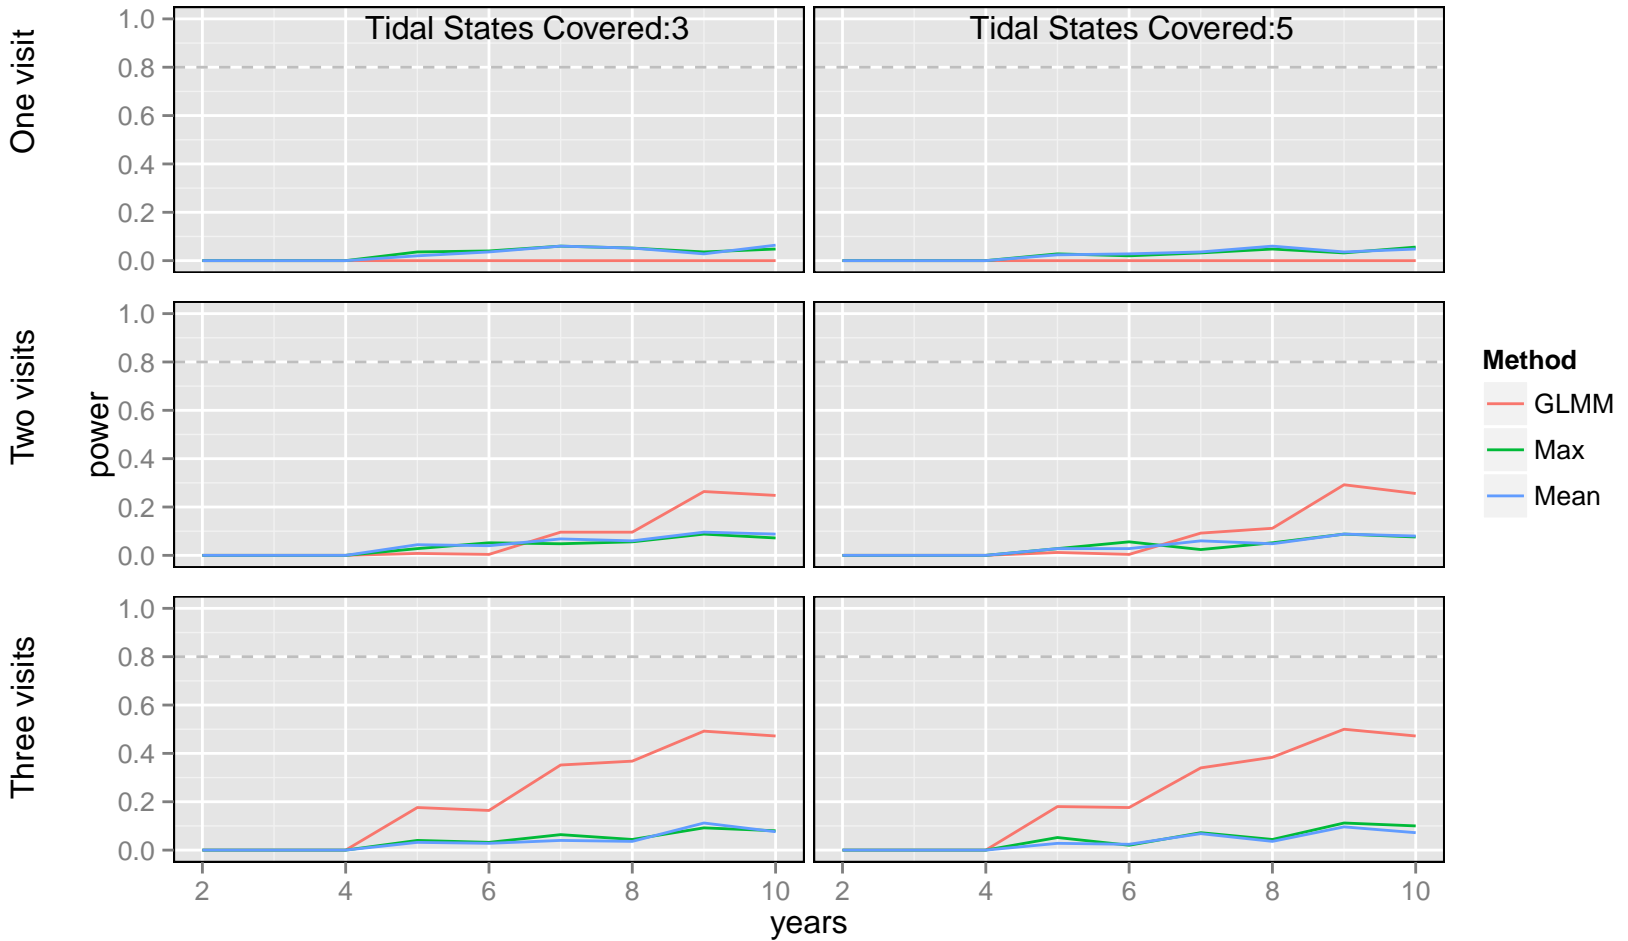 Tidal States Covered:3
Tidal States Covered:5
One visit
1.0
0.8
0.6
0.4
0.2
0.0
Two visits
power
1.0
0.8
0.6
0.4
0.2
0.0
Three visits
1.0
0.8
0.6
0.4
0.2
0.0
2 4 6 8 10
2 4 6 8 10
years
Method
GLMM
Max
Mean